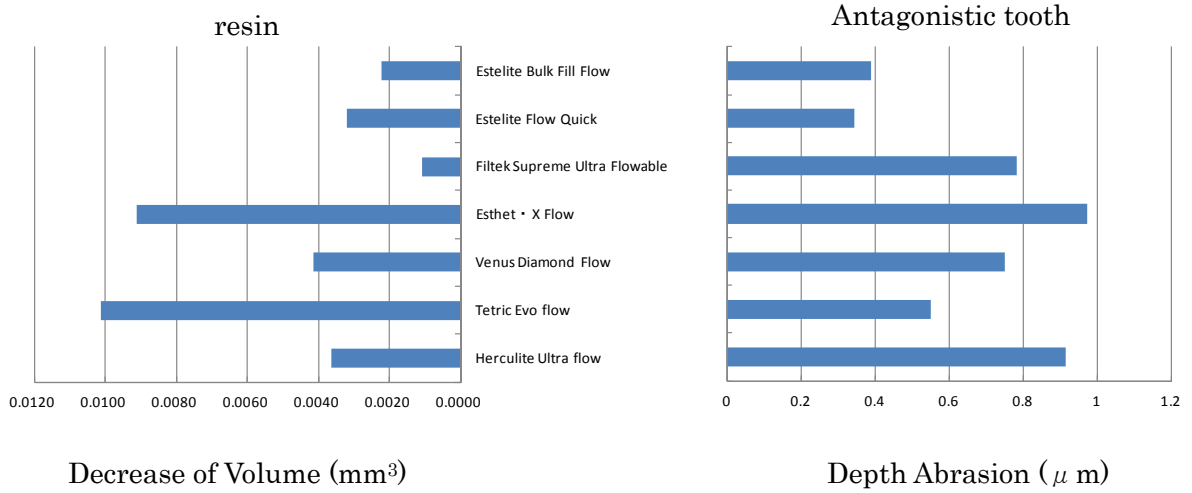 resin
Antagonistic tooth
Estelite Bulk Fill Flow
Estelite Flow Quick
Filtek Supreme Ultra Flowable
Esthet・X Flow
Venus Diamond Flow
Tetric Evo flow
Herculite Ultra flow
0.0120 0.0100 0.0080 0.0060 0.0040 0.0020 0.0000
0 0.2 0.4 0.6 0.8 1 1.2
Decrease of Volume (mm³)
Depth Abrasion (μm)